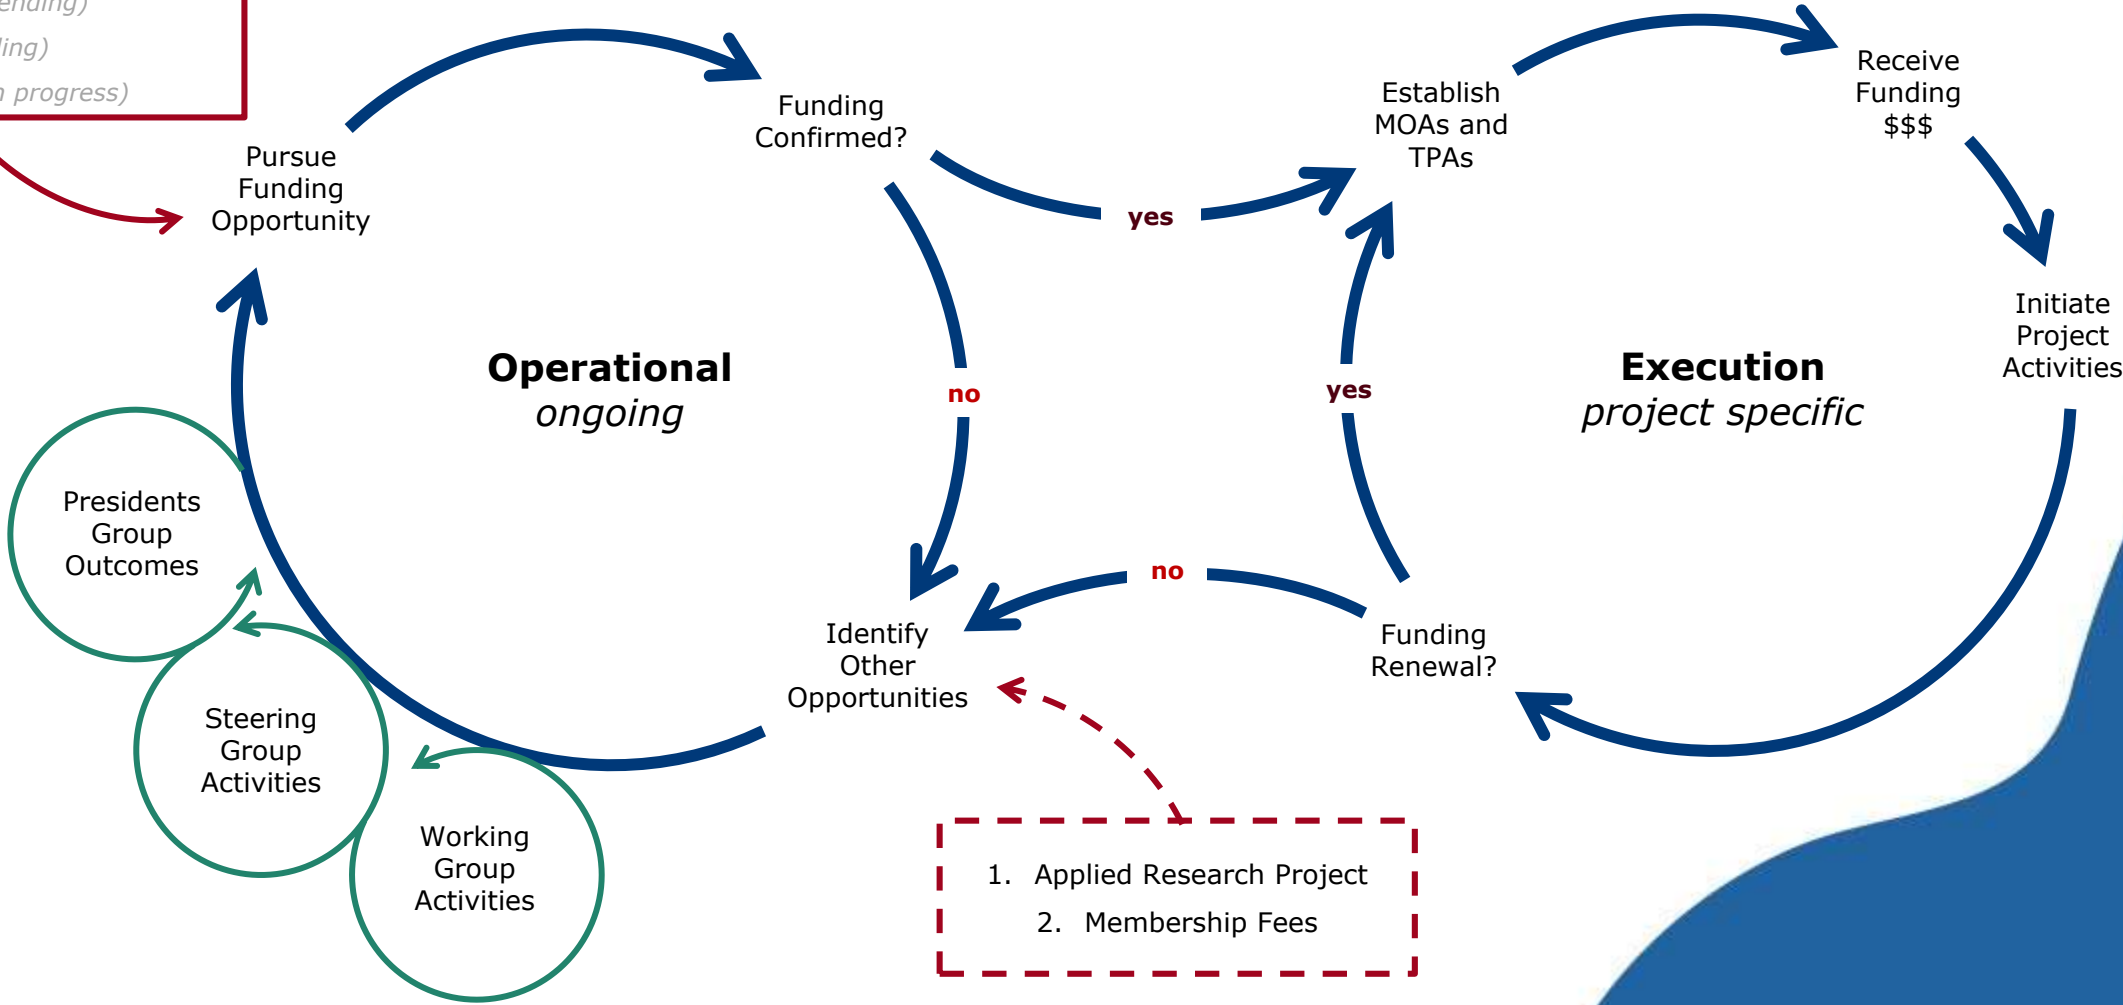 progress)
Pursue
Funding
Opportunity
Funding
Confirmed?
Establish
MOAs and
TPAs
Receive
Funding
$$$
yes
Initiate
Project
Activities
Operational
ongoing
no
yes
Execution
project specific
Presidents
Group
Outcomes
no
Identify
Other
Opportunities
Funding
Renewal?
Steering
Group
Activities
Working
Group
Activities
1. Applied Research Project
2. Membership Fees